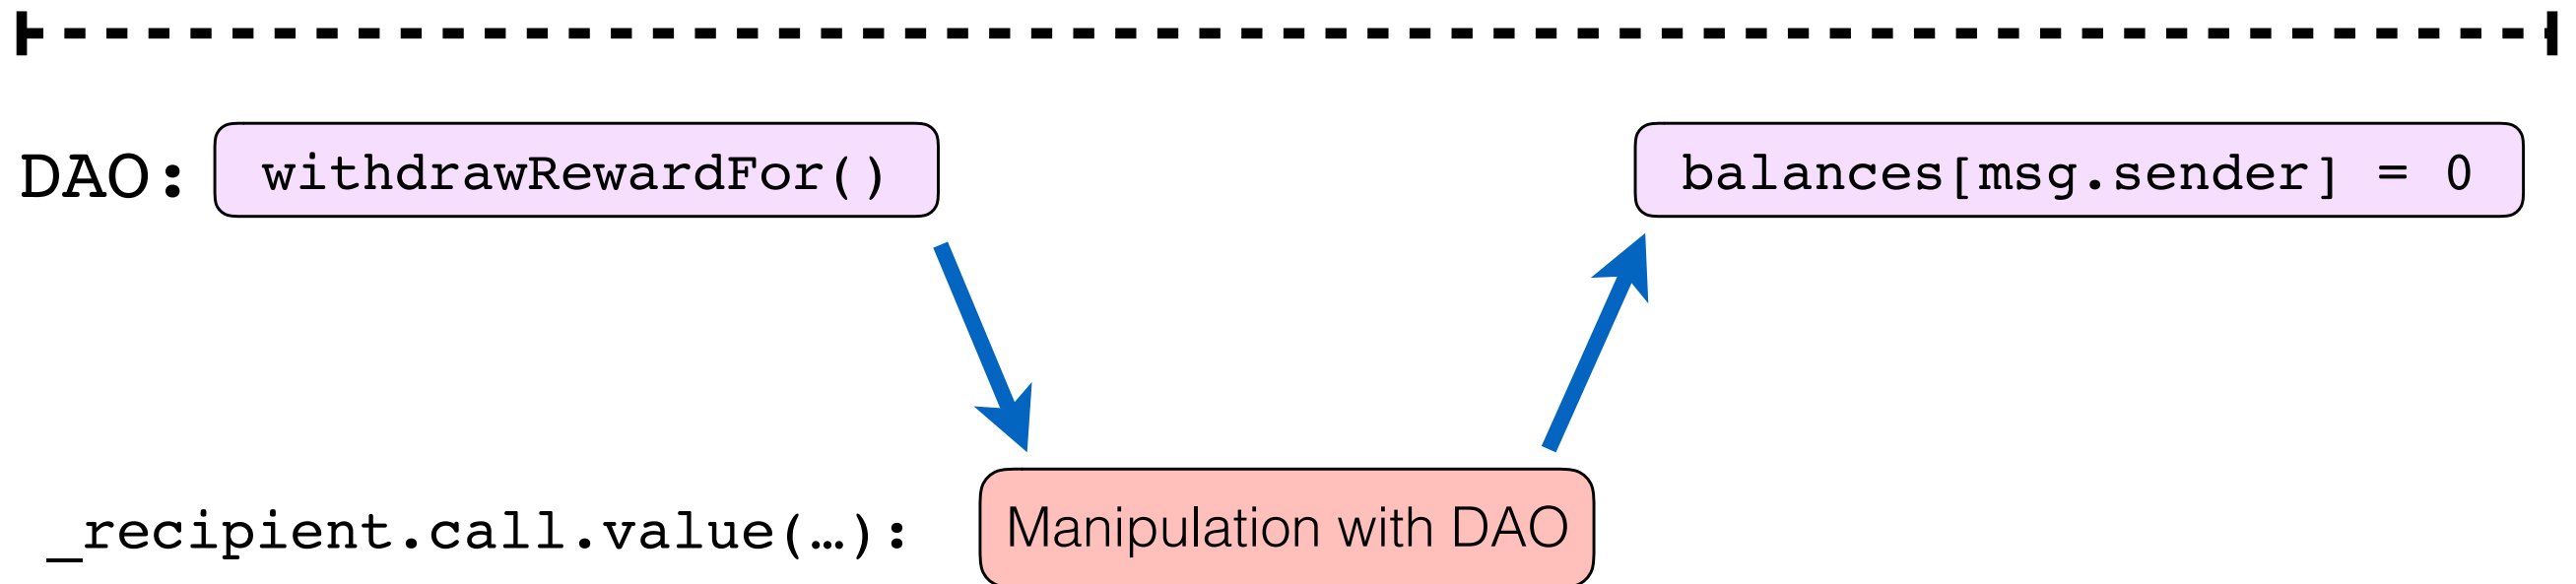 DAO: withdrawRewardFor() balances[msg.sender] = 0
_recipient.call.value(…): Manipulation with DAO